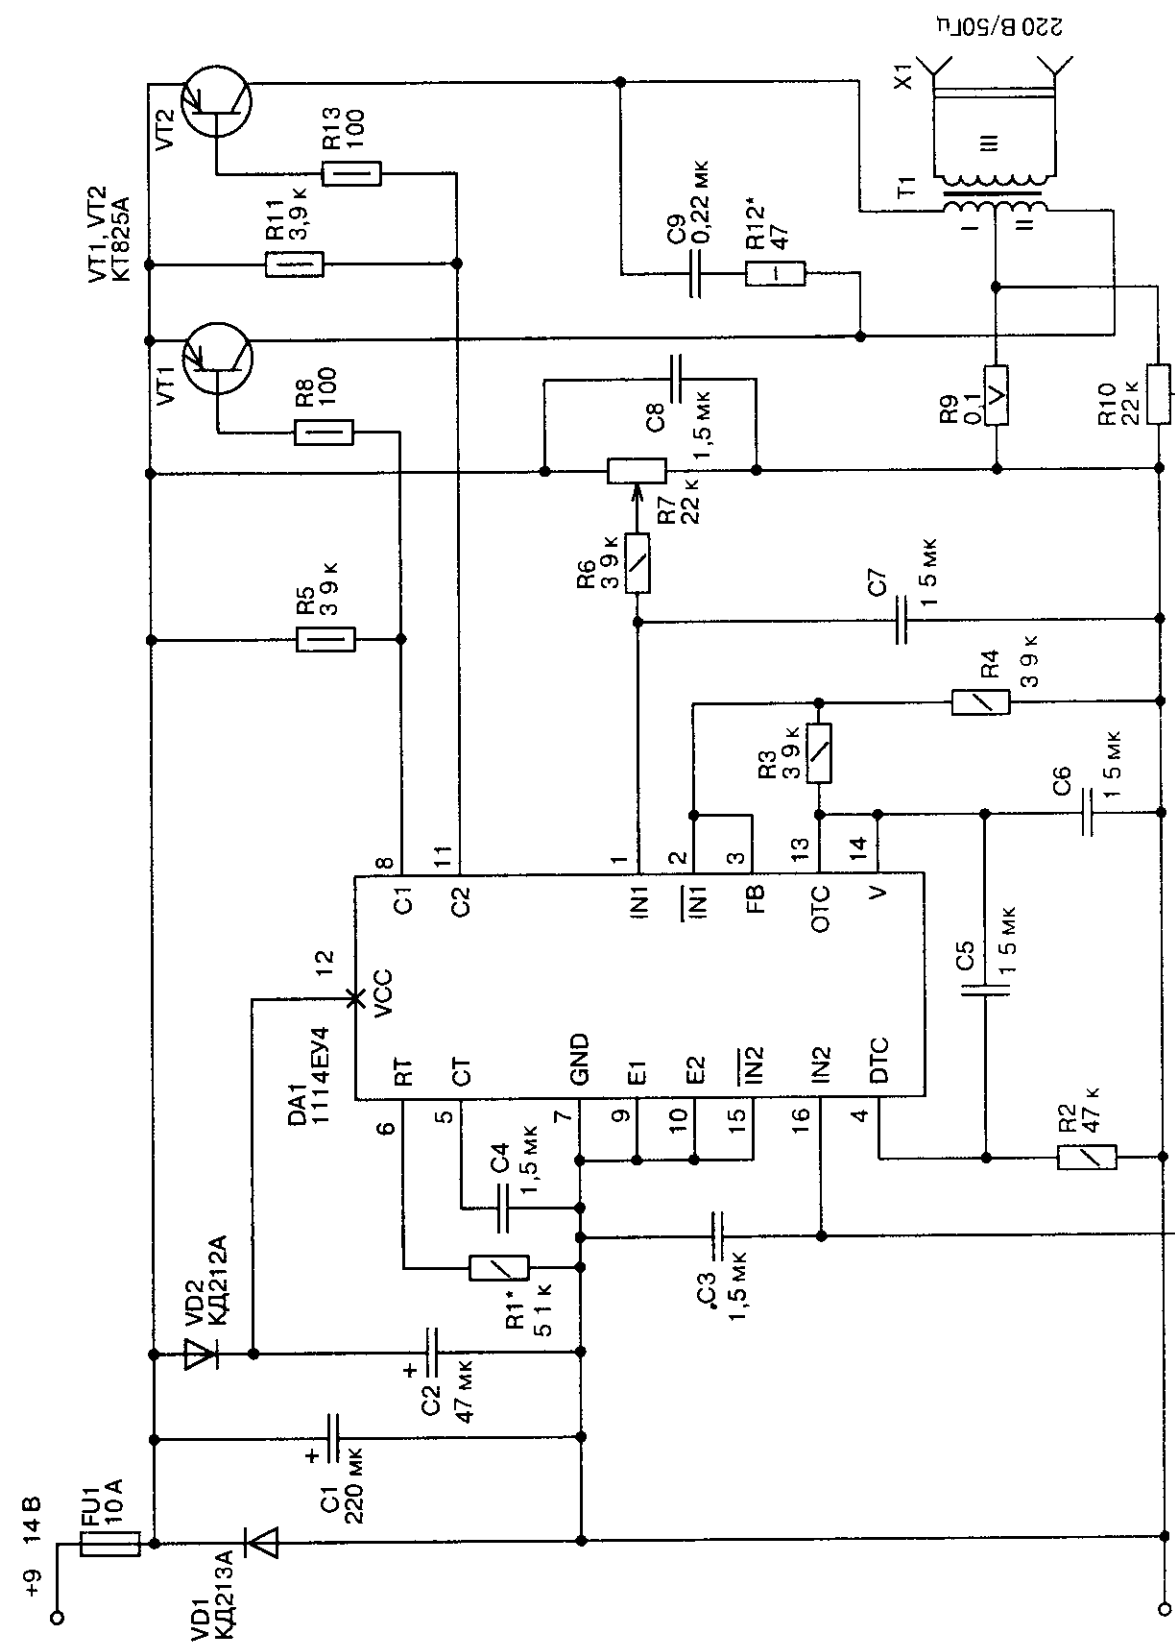 +9 14 В
FU1
10 А
VD1
КД213А
C1
+
220 мк
VD2
КД212А
+
C2
47 мк
R1*
5 1 к
C4
1,5 мк
C3
1,5 мк
DA1
1114ЕУ4
12
VCC
6
RT
5
CT
7
GND
9
E1
10
E2
15
IN2
16
IN2
4
DTC
8
C1
11
C2
1
IN1
2
IN1
3
FB
13
OTC
14
V
R2
47 к
C5
1 5 мк
C6
1 5 мк
R3
3 9 к
R4
3 9 к
C7
1 5 мк
R5
3 9 к
R6
3 9 к
R7
22 к
C8
1,5 мк
R8
100
VT1
VT1, VT2
КТ825А
R11
3,9 к
R13
100
VT2
C9
0,22 мк
R12*
47
R9
0,1
R10
22 к
T1
I
II
III
X1
220 В/50Гц